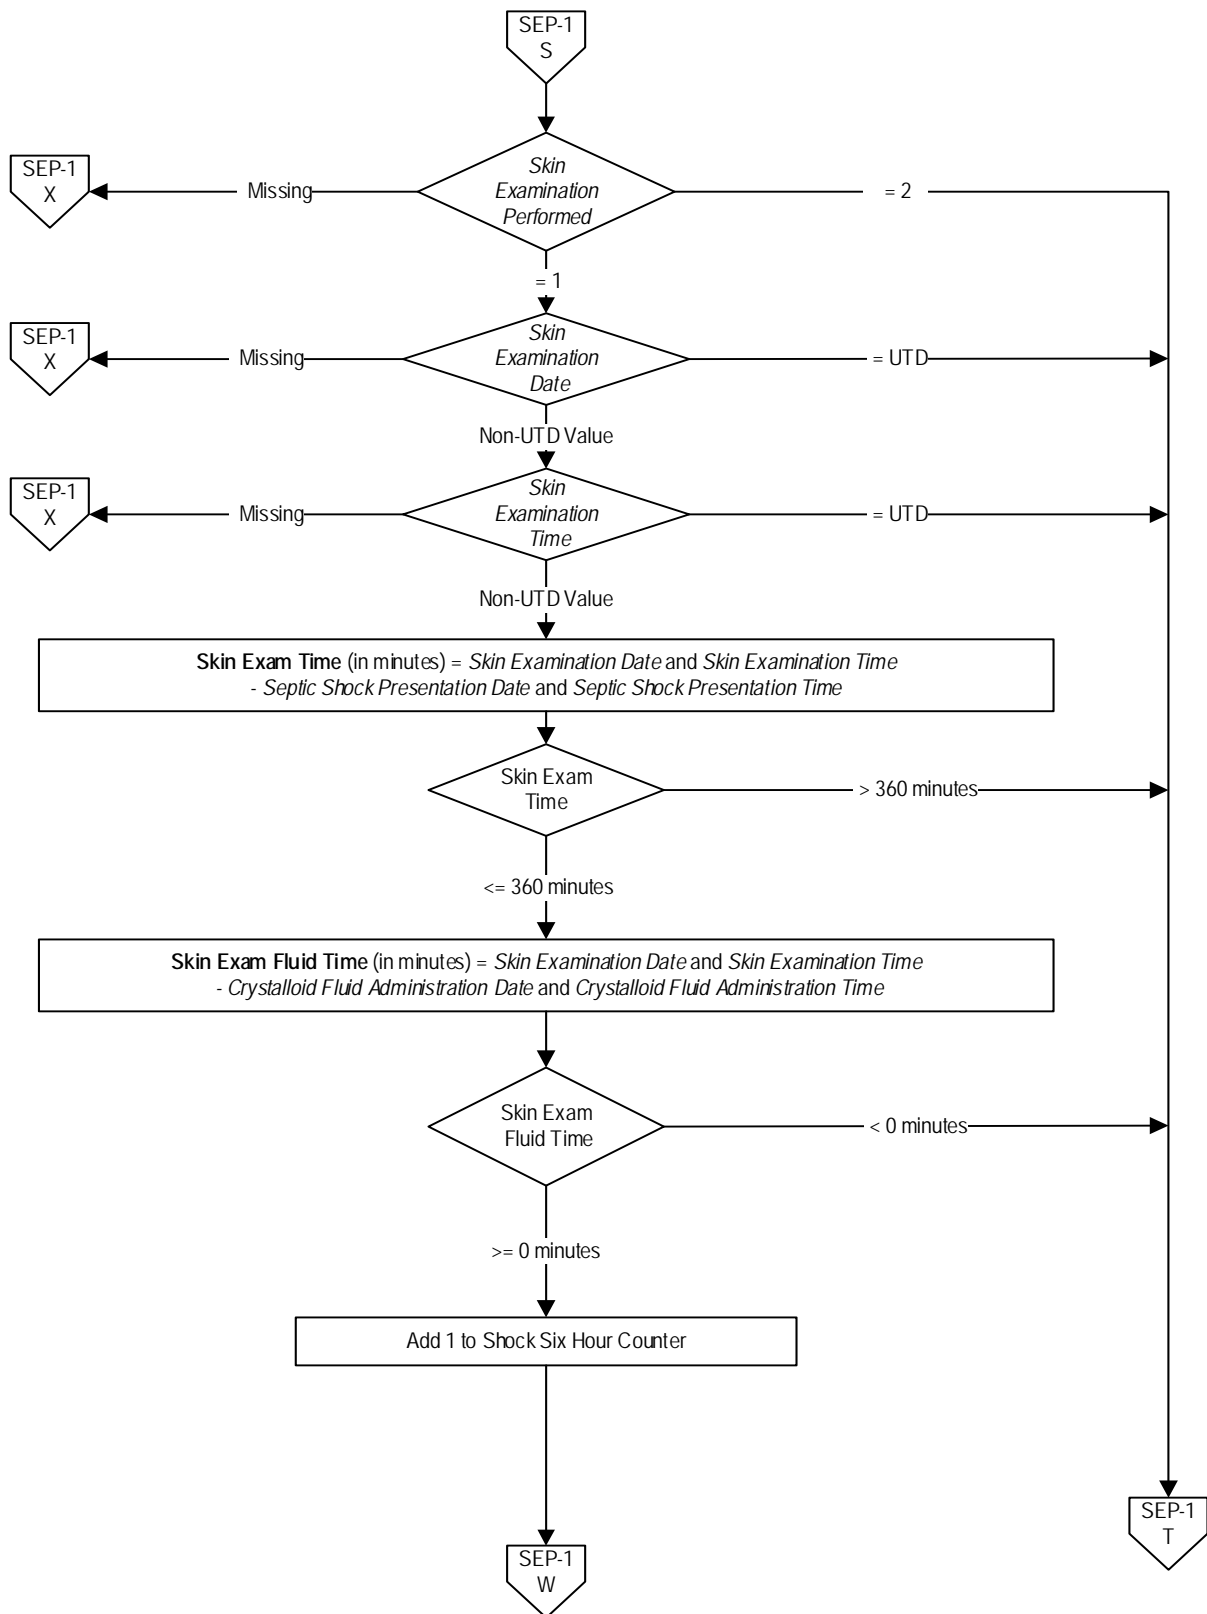 SEP-1
S
SEP-1
X
Missing
Skin
Examination
Performed
= 2
= 1
SEP-1
X
Missing
Skin
Examination
Date
= UTD
Non-UTD Value
SEP-1
X
Missing
Skin
Examination
Time
= UTD
Non-UTD Value
Skin Exam Time (in minutes) = Skin Examination Date and Skin Examination Time
- Septic Shock Presentation Date and Septic Shock Presentation Time
Skin Exam
Time
> 360 minutes
<= 360 minutes
Skin Exam Fluid Time (in minutes) = Skin Examination Date and Skin Examination Time
- Crystalloid Fluid Administration Date and Crystalloid Fluid Administration Time
Skin Exam
Fluid Time
< 0 minutes
>= 0 minutes
Add 1 to Shock Six Hour Counter
SEP-1
T
SEP-1
W